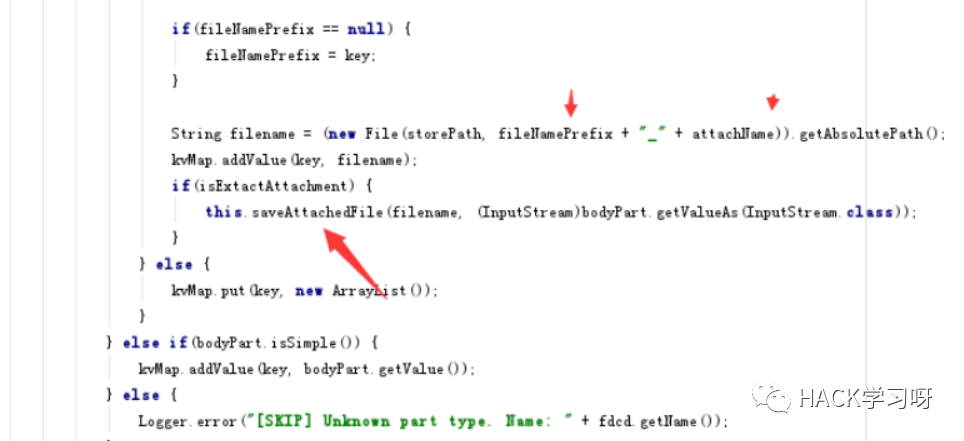 if(fileNamePrefix == null) {
fileNamePrefix = key;
}
String filename = (new File(storePath, fileNamePrefix + "_" + attachName)).getAbsolutePath();
kvMap.addValue(key, filename);
if(isExtactAttachment) {
this.saveAttachedFile(filename, (InputStream)bodyPart.getValueAs(InputStream.class));
}
} else {
kvMap.put(key, new ArrayList());
}
} else if(bodyPart.isSimple()) {
kvMap.addValue(key, bodyPart.getValue());
} else {
Logger.error("[SKIP] Unknown part type. Name: " + fdcd.getName());
HACK学习呀